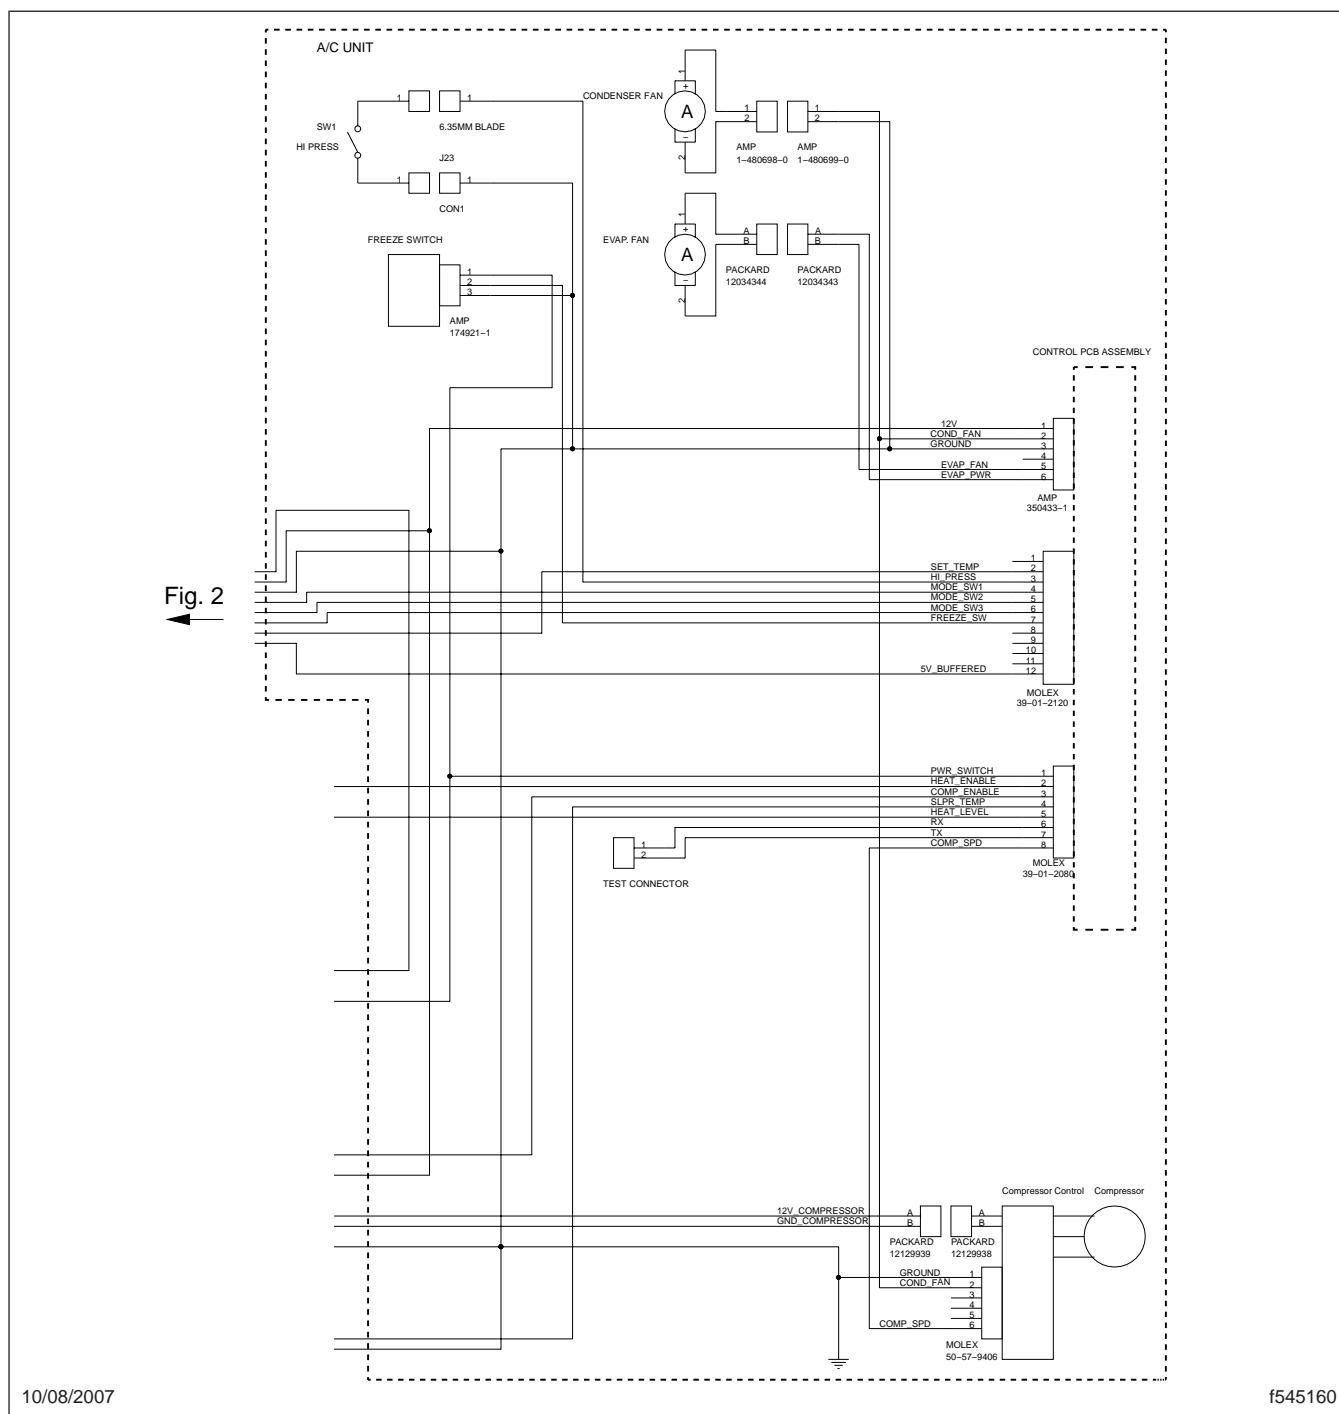 A/C UNIT
1
1
6.35MM BLADE
SW1
HI PRESS
J23
1
1
CON1
CONDENSER FAN
1
+
A
−
2
1
2
1
2
AMP
1−480698−0
AMP
1−480699−0
FREEZE SWITCH
1
2
3
AMP
174921−1
EVAP. FAN
1
+
A
−
2
A
B
A
B
PACKARD
12034344
PACKARD
12034343
CONTROL PCB ASSEMBLY
12V 1
COND_FAN 2
GROUND 3
4
EVAP_FAN 5
EVAP_PWR 6
AMP
350433−1
Fig. 2
1
SET_TEMP 2
HI_PRESS 3
MODE_SW1 4
MODE_SW2 5
MODE_SW3 6
FREEZE_SW 7
8
9
10
11
5V_BUFFERED 12
MOLEX
39−01−2120
PWR_SWITCH 1
HEAT_ENABLE 2
COMP_ENABLE 3
SLPR_TEMP 4
HEAT_LEVEL 5
RX 6
TX 7
COMP_SPD 8
MOLEX
39−01−2080
1
2
TEST CONNECTOR
Compressor Control
Compressor
12V_COMPRESSOR A
GND_COMPRESSOR B
A
B
PACKARD
12129939
PACKARD
12129938
GROUND 1
COND_FAN 2
3
4
5
COMP_SPD 6
MOLEX
50−57−9406
10/08/2007
f545160